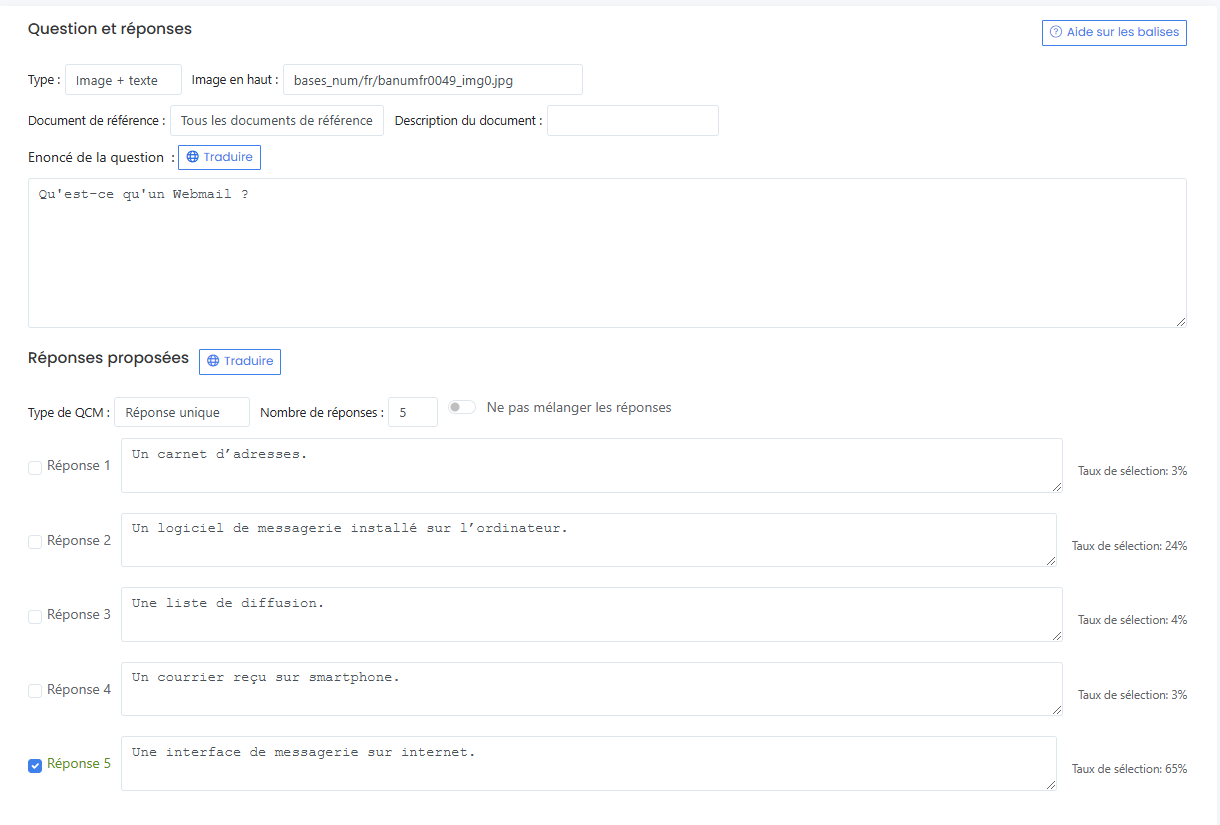 Question et réponses
Aide sur les balises
Type : Image + texte Image en haut : bases_num/fr/banumfr0049_img0.jpg
Document de référence : Tous les documents de référence Description du document :
Enoncé de la question : Traduire
Qu'est-ce qu'un Webmail ?
Réponses proposées Traduire
Type de QCM : Réponse unique Nombre de réponses : 5 Ne pas mélanger les réponses
Réponse 1 Un carnet d’adresses. Taux de sélection: 3%
Réponse 2 Un logiciel de messagerie installé sur l’ordinateur. Taux de sélection: 24%
Réponse 3 Une liste de diffusion. Taux de sélection: 4%
Réponse 4 Un courrier reçu sur smartphone. Taux de sélection: 3%
Réponse 5 Une interface de messagerie sur internet. Taux de sélection: 65%